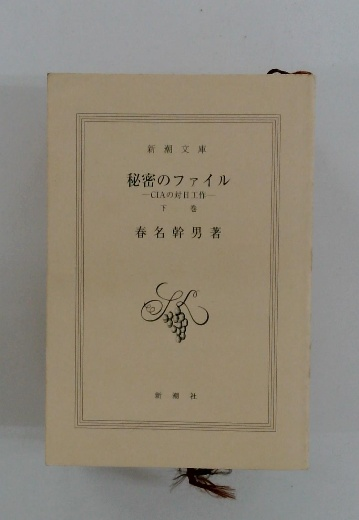 新潮文庫
秘密のファイル
―CIAの対日工作―
下 巻
春名幹男著
新潮社